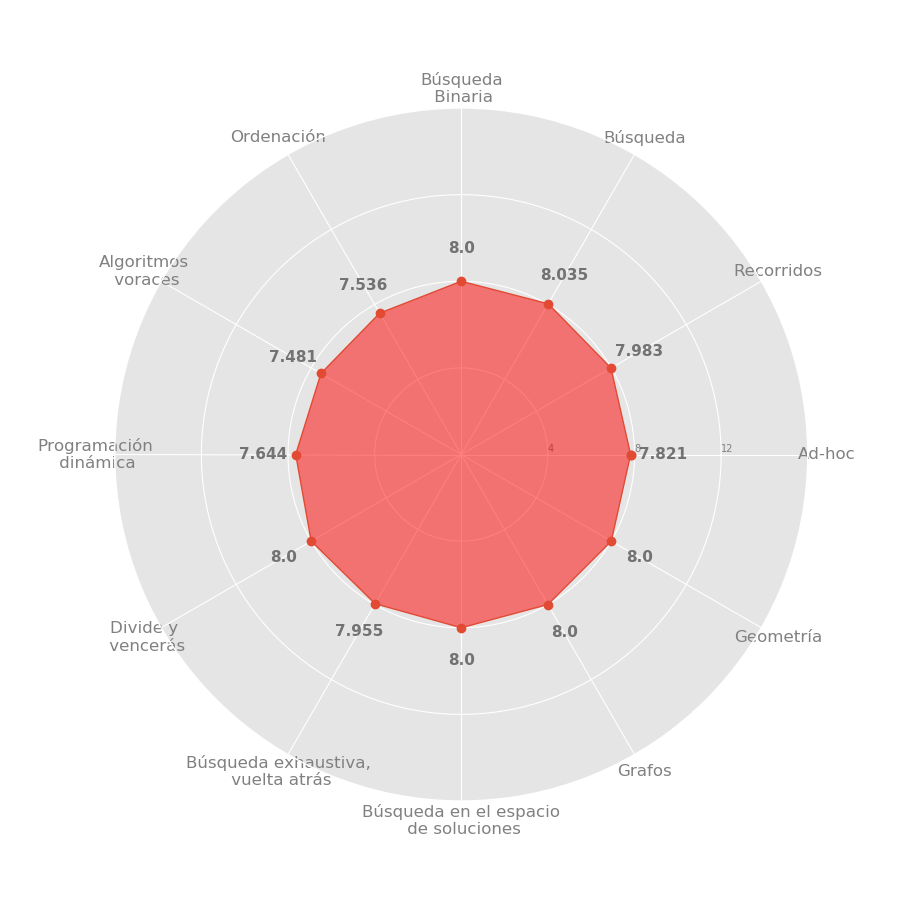 Búsqueda
Binaria
Ordenación
Búsqueda
8.0
Algoritmos
voraces
7.536
8.035
Recorridos
7.481
7.983
Programación
dinámica
7.644
4
8
7.821
12
Ad-hoc
8.0
8.0
Divide y
vencerás
7.955
8.0
8.0
Geometría
Búsqueda exhaustiva,
vuelta atrás
Grafos
Búsqueda en el espacio
de soluciones